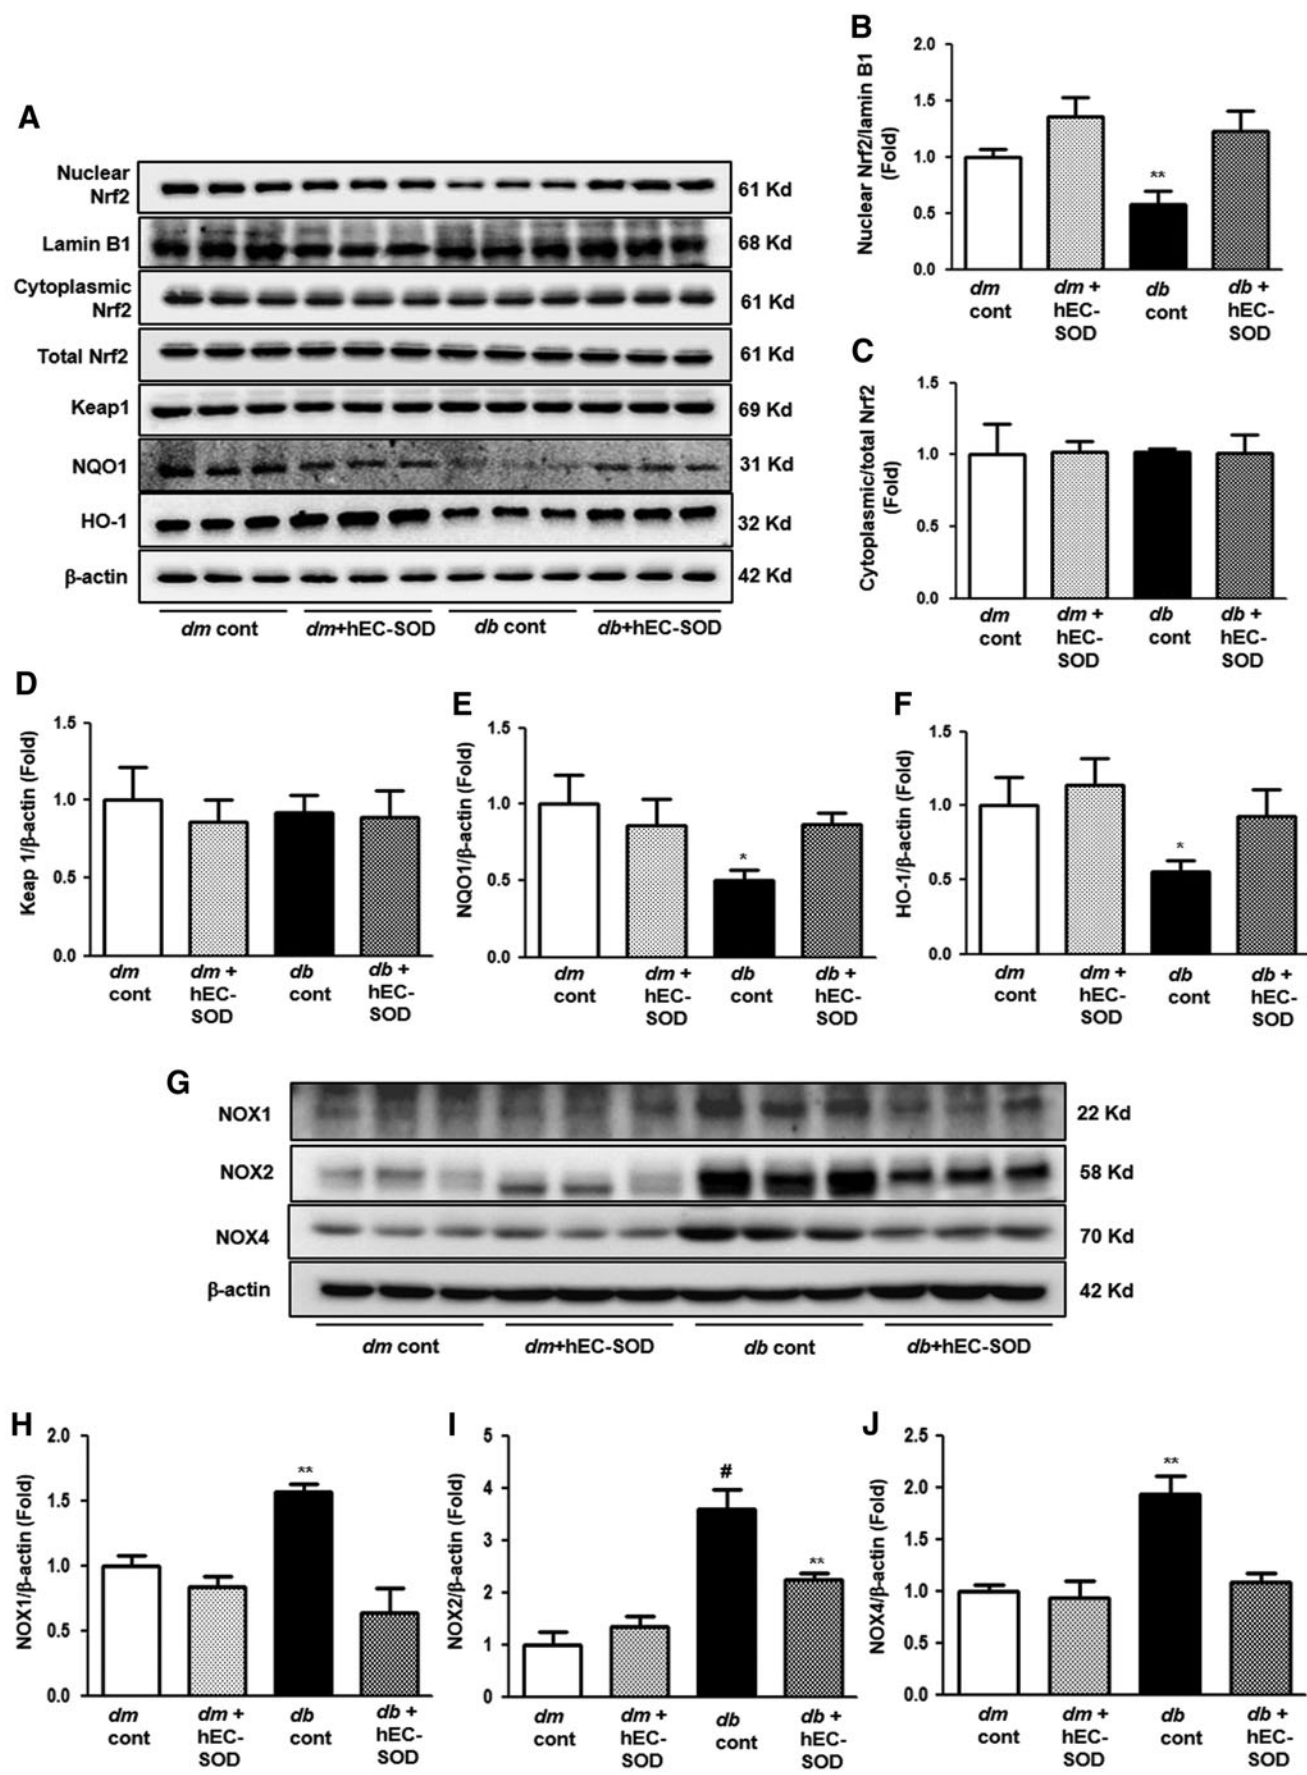 A
Nuclear
Nrf2
61 Kd
Lamin B1
68 Kd
Cytoplasmic
Nrf2
61 Kd
Total Nrf2
61 Kd
Keap1
69 Kd
NQO1
31 Kd
HO-1
32 Kd
β-actin
42 Kd
dm cont
dm+hEC-SOD
db cont
db+hEC-SOD
B
Nuclear Nrf2/lamin B1
(Fold)
2.0
1.5
1.0
0.5
0.0
**
dm
cont
dm +
hEC-
SOD
db
cont
db +
hEC-
SOD
C
Cytoplasmic/total Nrf2
(Fold)
1.5
1.0
0.5
0.0
dm
cont
dm +
hEC-
SOD
db
cont
db +
hEC-
SOD
D
Keap 1/β-actin (Fold)
1.5
1.0
0.5
0.0
dm
cont
dm +
hEC-
SOD
db
cont
db +
hEC-
SOD
E
NQO1/β-actin (Fold)
1.5
1.0
0.5
0.0
*
dm
cont
dm +
hEC-
SOD
db
cont
db +
hEC-
SOD
F
HO-1/β-actin (Fold)
1.5
1.0
0.5
0.0
*
dm
cont
dm +
hEC-
SOD
db
cont
db +
hEC-
SOD
G
NOX1
22 Kd
NOX2
58 Kd
NOX4
70 Kd
β-actin
42 Kd
dm cont
dm+hEC-SOD
db cont
db+hEC-SOD
H
NOX1/β-actin (Fold)
2.0
1.5
1.0
0.5
0.0
**
dm
cont
dm +
hEC-
SOD
db
cont
db +
hEC-
SOD
I
NOX2/β-actin (Fold)
5
4
3
2
1
0
#
**
dm
cont
dm +
hEC-
SOD
db
cont
db +
hEC-
SOD
J
NOX4/β-actin (Fold)
2.5
2.0
1.5
1.0
0.5
0.0
**
dm
cont
dm +
hEC-
SOD
db
cont
db +
hEC-
SOD